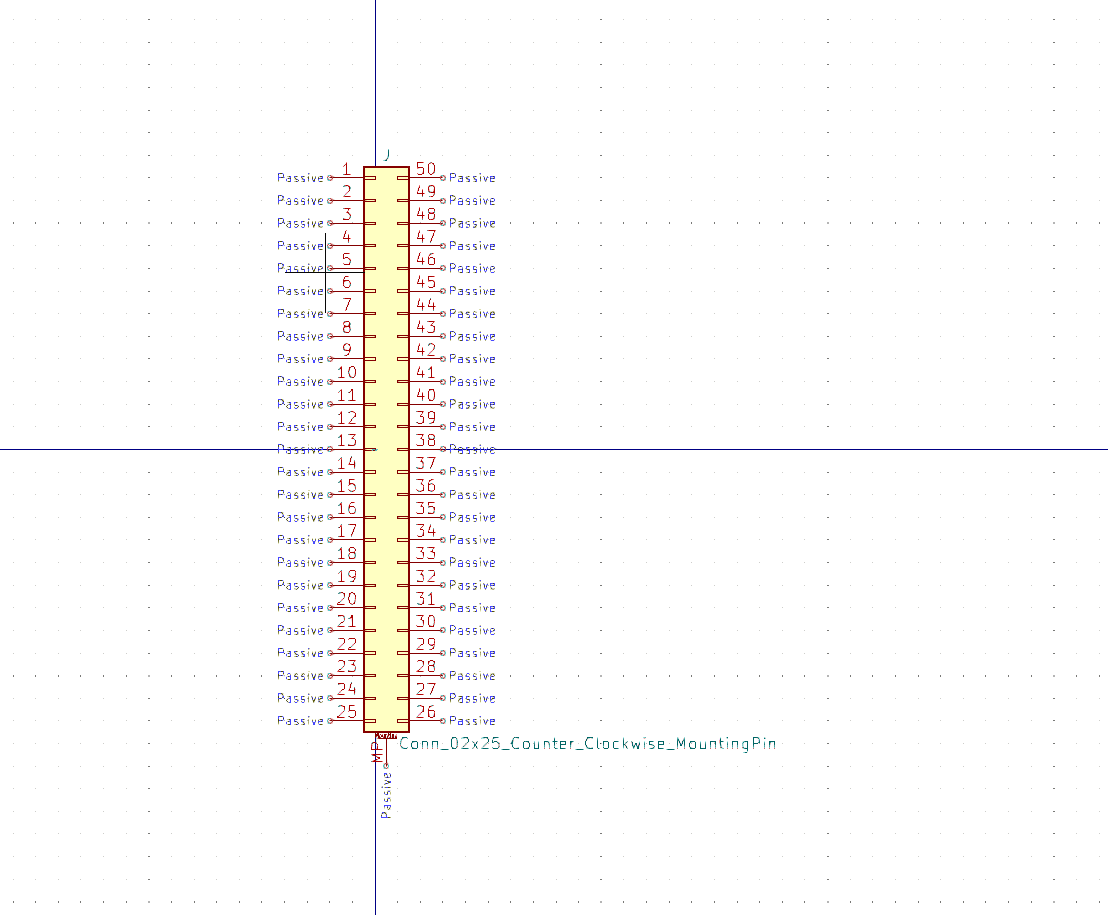 J
Passive 1 50 Passive
Passive 2 49 Passive
Passive 3 48 Passive
Passive 4 47 Passive
Passive 5 46 Passive
Passive 6 45 Passive
Passive 7 44 Passive
Passive 8 43 Passive
Passive 9 42 Passive
Passive 10 41 Passive
Passive 11 40 Passive
Passive 12 39 Passive
Passive 13 38 Passive
Passive 14 37 Passive
Passive 15 36 Passive
Passive 16 35 Passive
Passive 17 34 Passive
Passive 18 33 Passive
Passive 19 32 Passive
Passive 20 31 Passive
Passive 21 30 Passive
Passive 22 29 Passive
Passive 23 28 Passive
Passive 24 27 Passive
Passive 25 26 Passive
Conn_02x25_Counter_Clockwise_MountingPin
MP
Passive